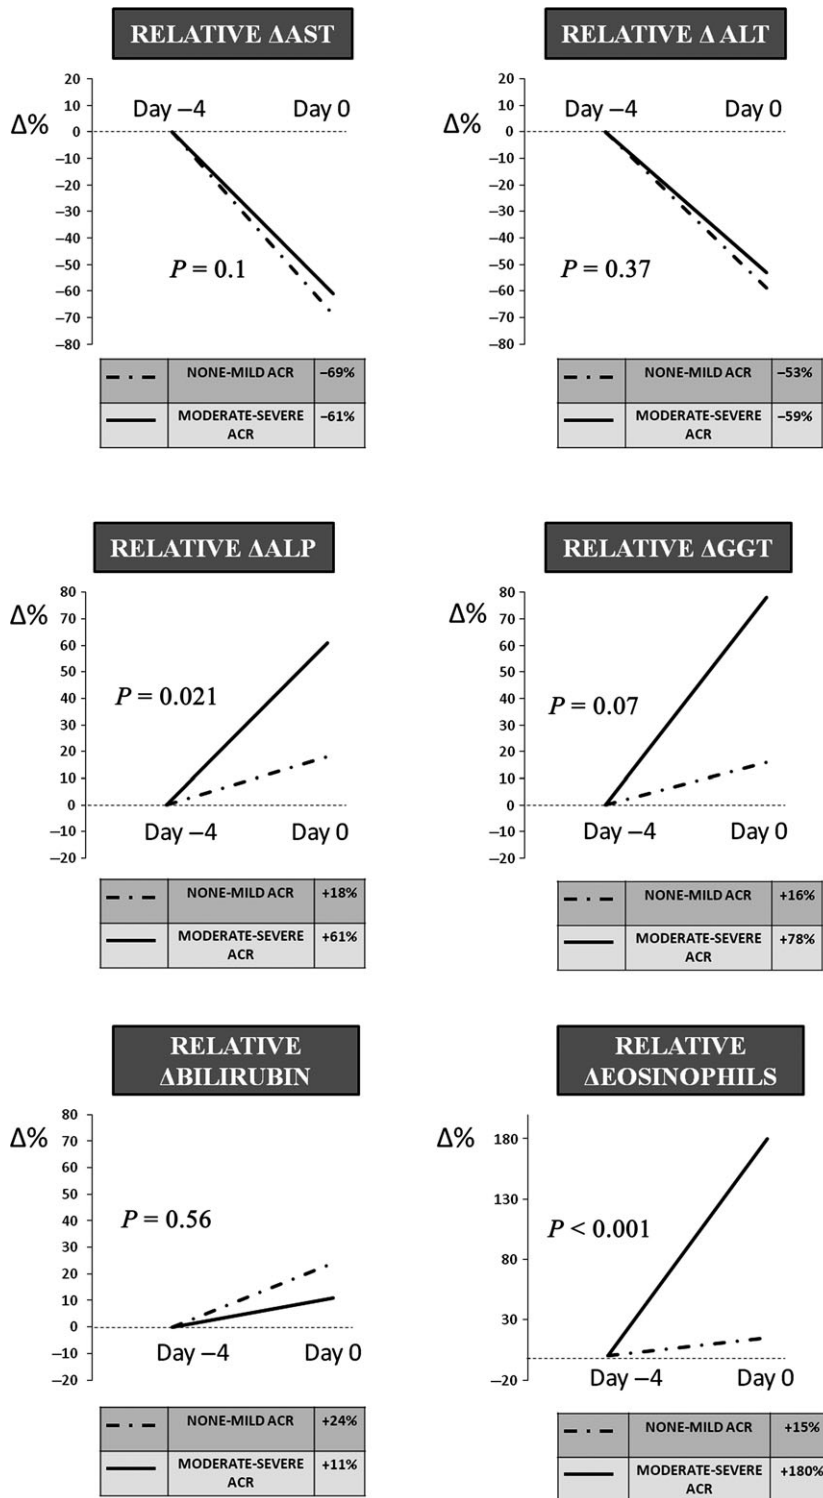 RELATIVE ΔAST
Δ%
20
10
0
–10
–20
–30
–40
–50
–60
–70
–80
Day –4
Day 0
P = 0.1
NONE-MILD ACR –69%
MODERATE-SEVERE
ACR
–61%
RELATIVE Δ ALT
Δ%
20
10
0
–10
–20
–30
–40
–50
–60
–70
–80
Day –4
Day 0
P = 0.37
NONE-MILD ACR –53%
MODERATE-SEVERE
ACR
–59%
RELATIVE ΔALP
Δ%
80
70
60
50
40
30
20
10
0
–10
–20
P = 0.021
Day –4
Day 0
NONE-MILD ACR +18%
MODERATE-SEVERE
ACR
+61%
RELATIVE ΔGGT
Δ%
80
70
60
50
40
30
20
10
0
–10
–20
P = 0.07
Day –4
Day 0
NONE-MILD ACR +16%
MODERATE-SEVERE
ACR
+78%
RELATIVE
ΔBILIRUBIN
Δ%
80
70
60
50
40
30
20
10
0
–10
–20
P = 0.56
Day –4
Day 0
NONE-MILD ACR +24%
MODERATE-SEVERE
ACR
+11%
RELATIVE
ΔEOSINOPHILS
Δ%
180
130
80
30
–20
P < 0.001
Day –4
Day 0
NONE-MILD ACR +15%
MODERATE-SEVERE
ACR
+180%